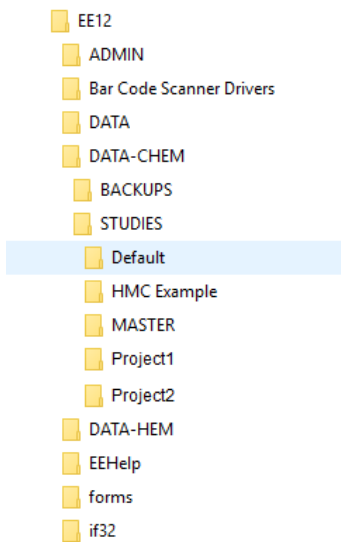 EE12
ADMIN
Bar Code Scanner Drivers
DATA
DATA-CHEM
BACKUPS
STUDIES
Default
HMC Example
MASTER
Project1
Project2
DATA-HEM
EEHelp
forms
if32